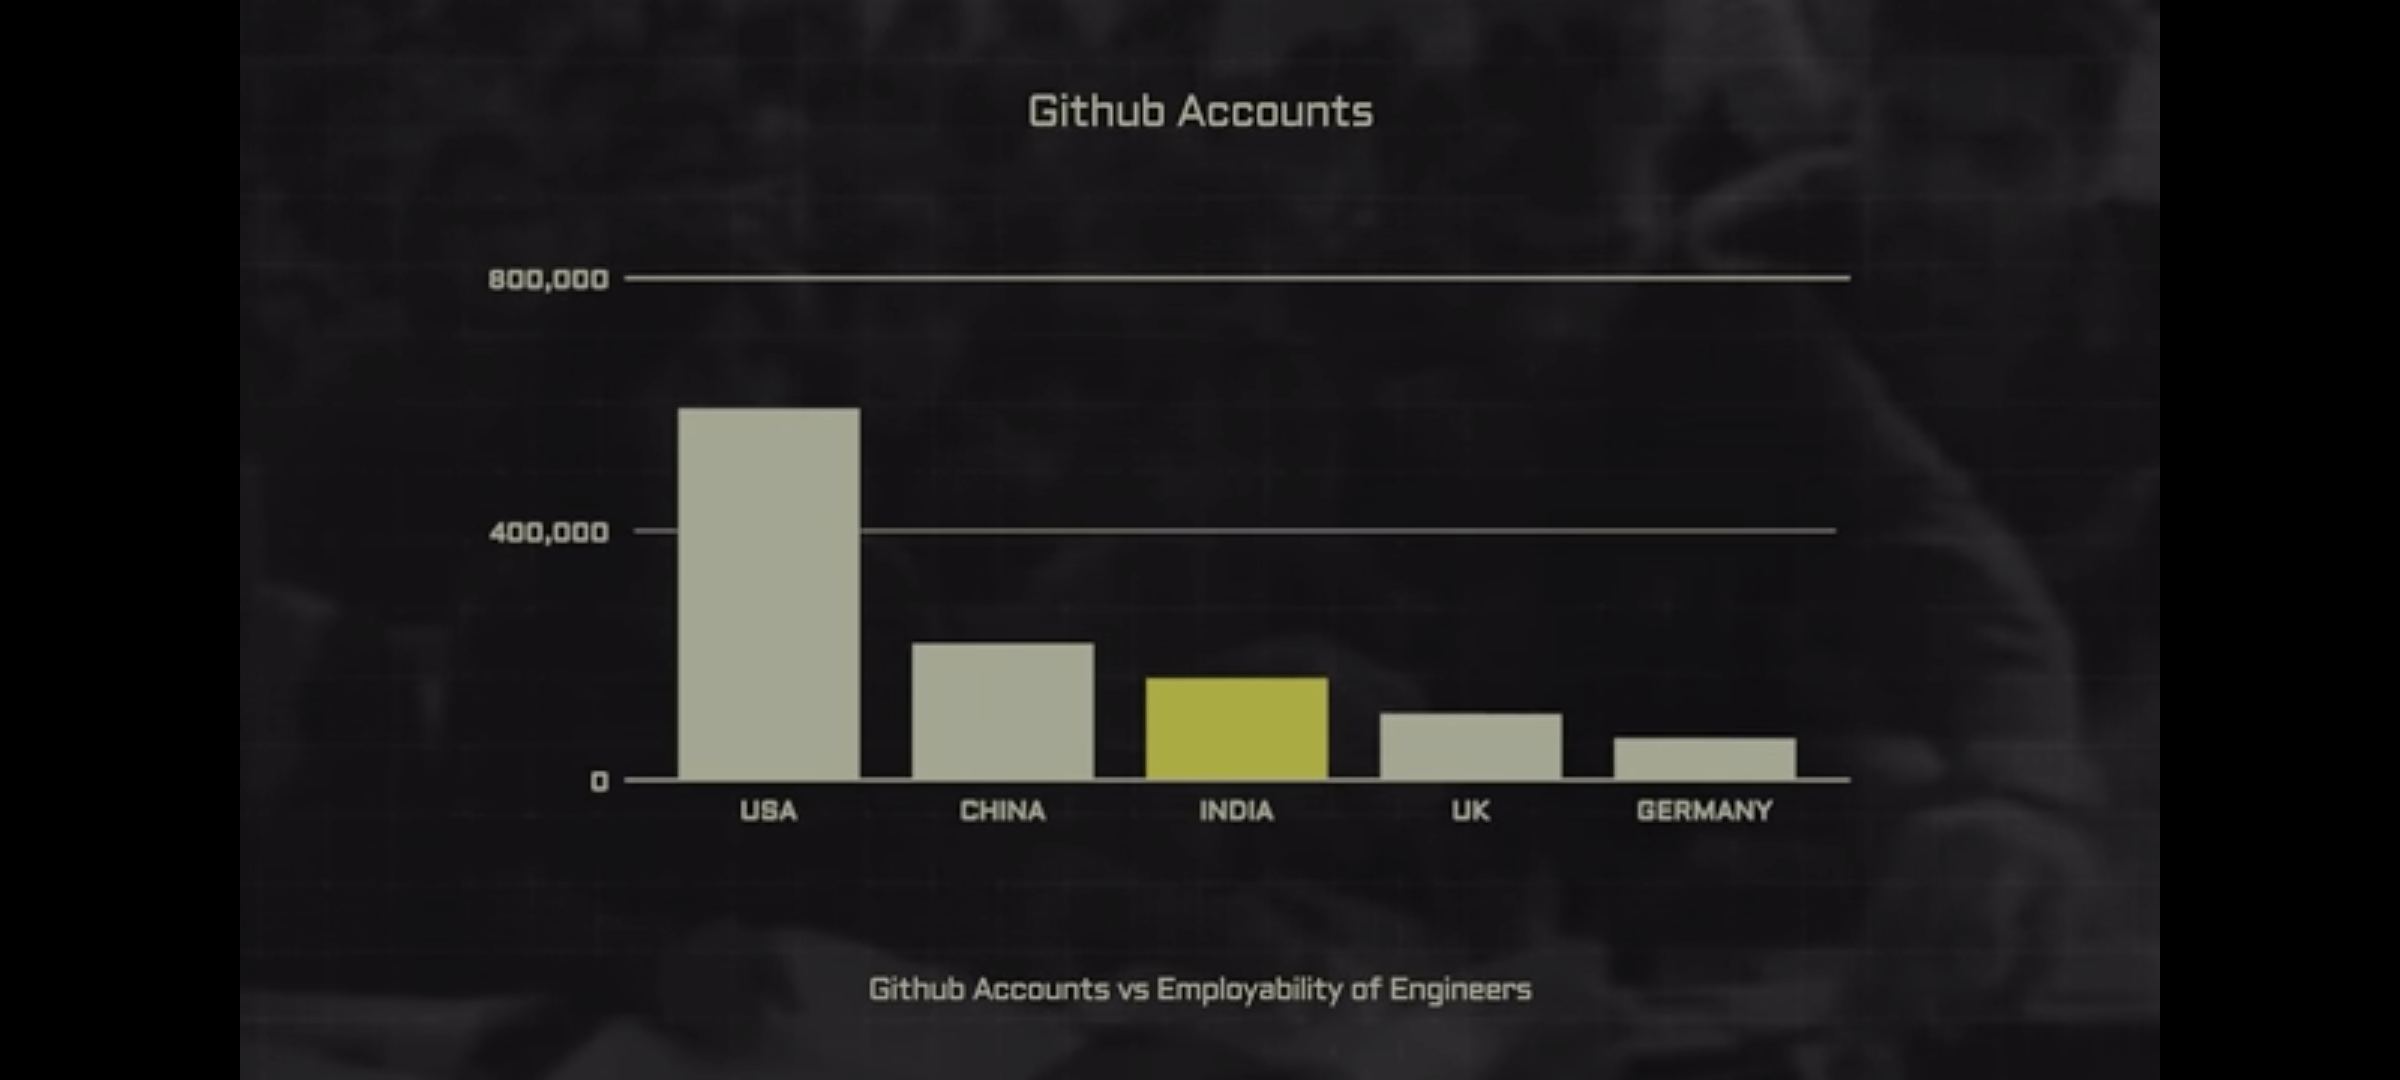 Github Accounts
800,000
400,000
0
USA CHINA INDIA UK GERMANY
Github Accounts vs Employability of Engineers